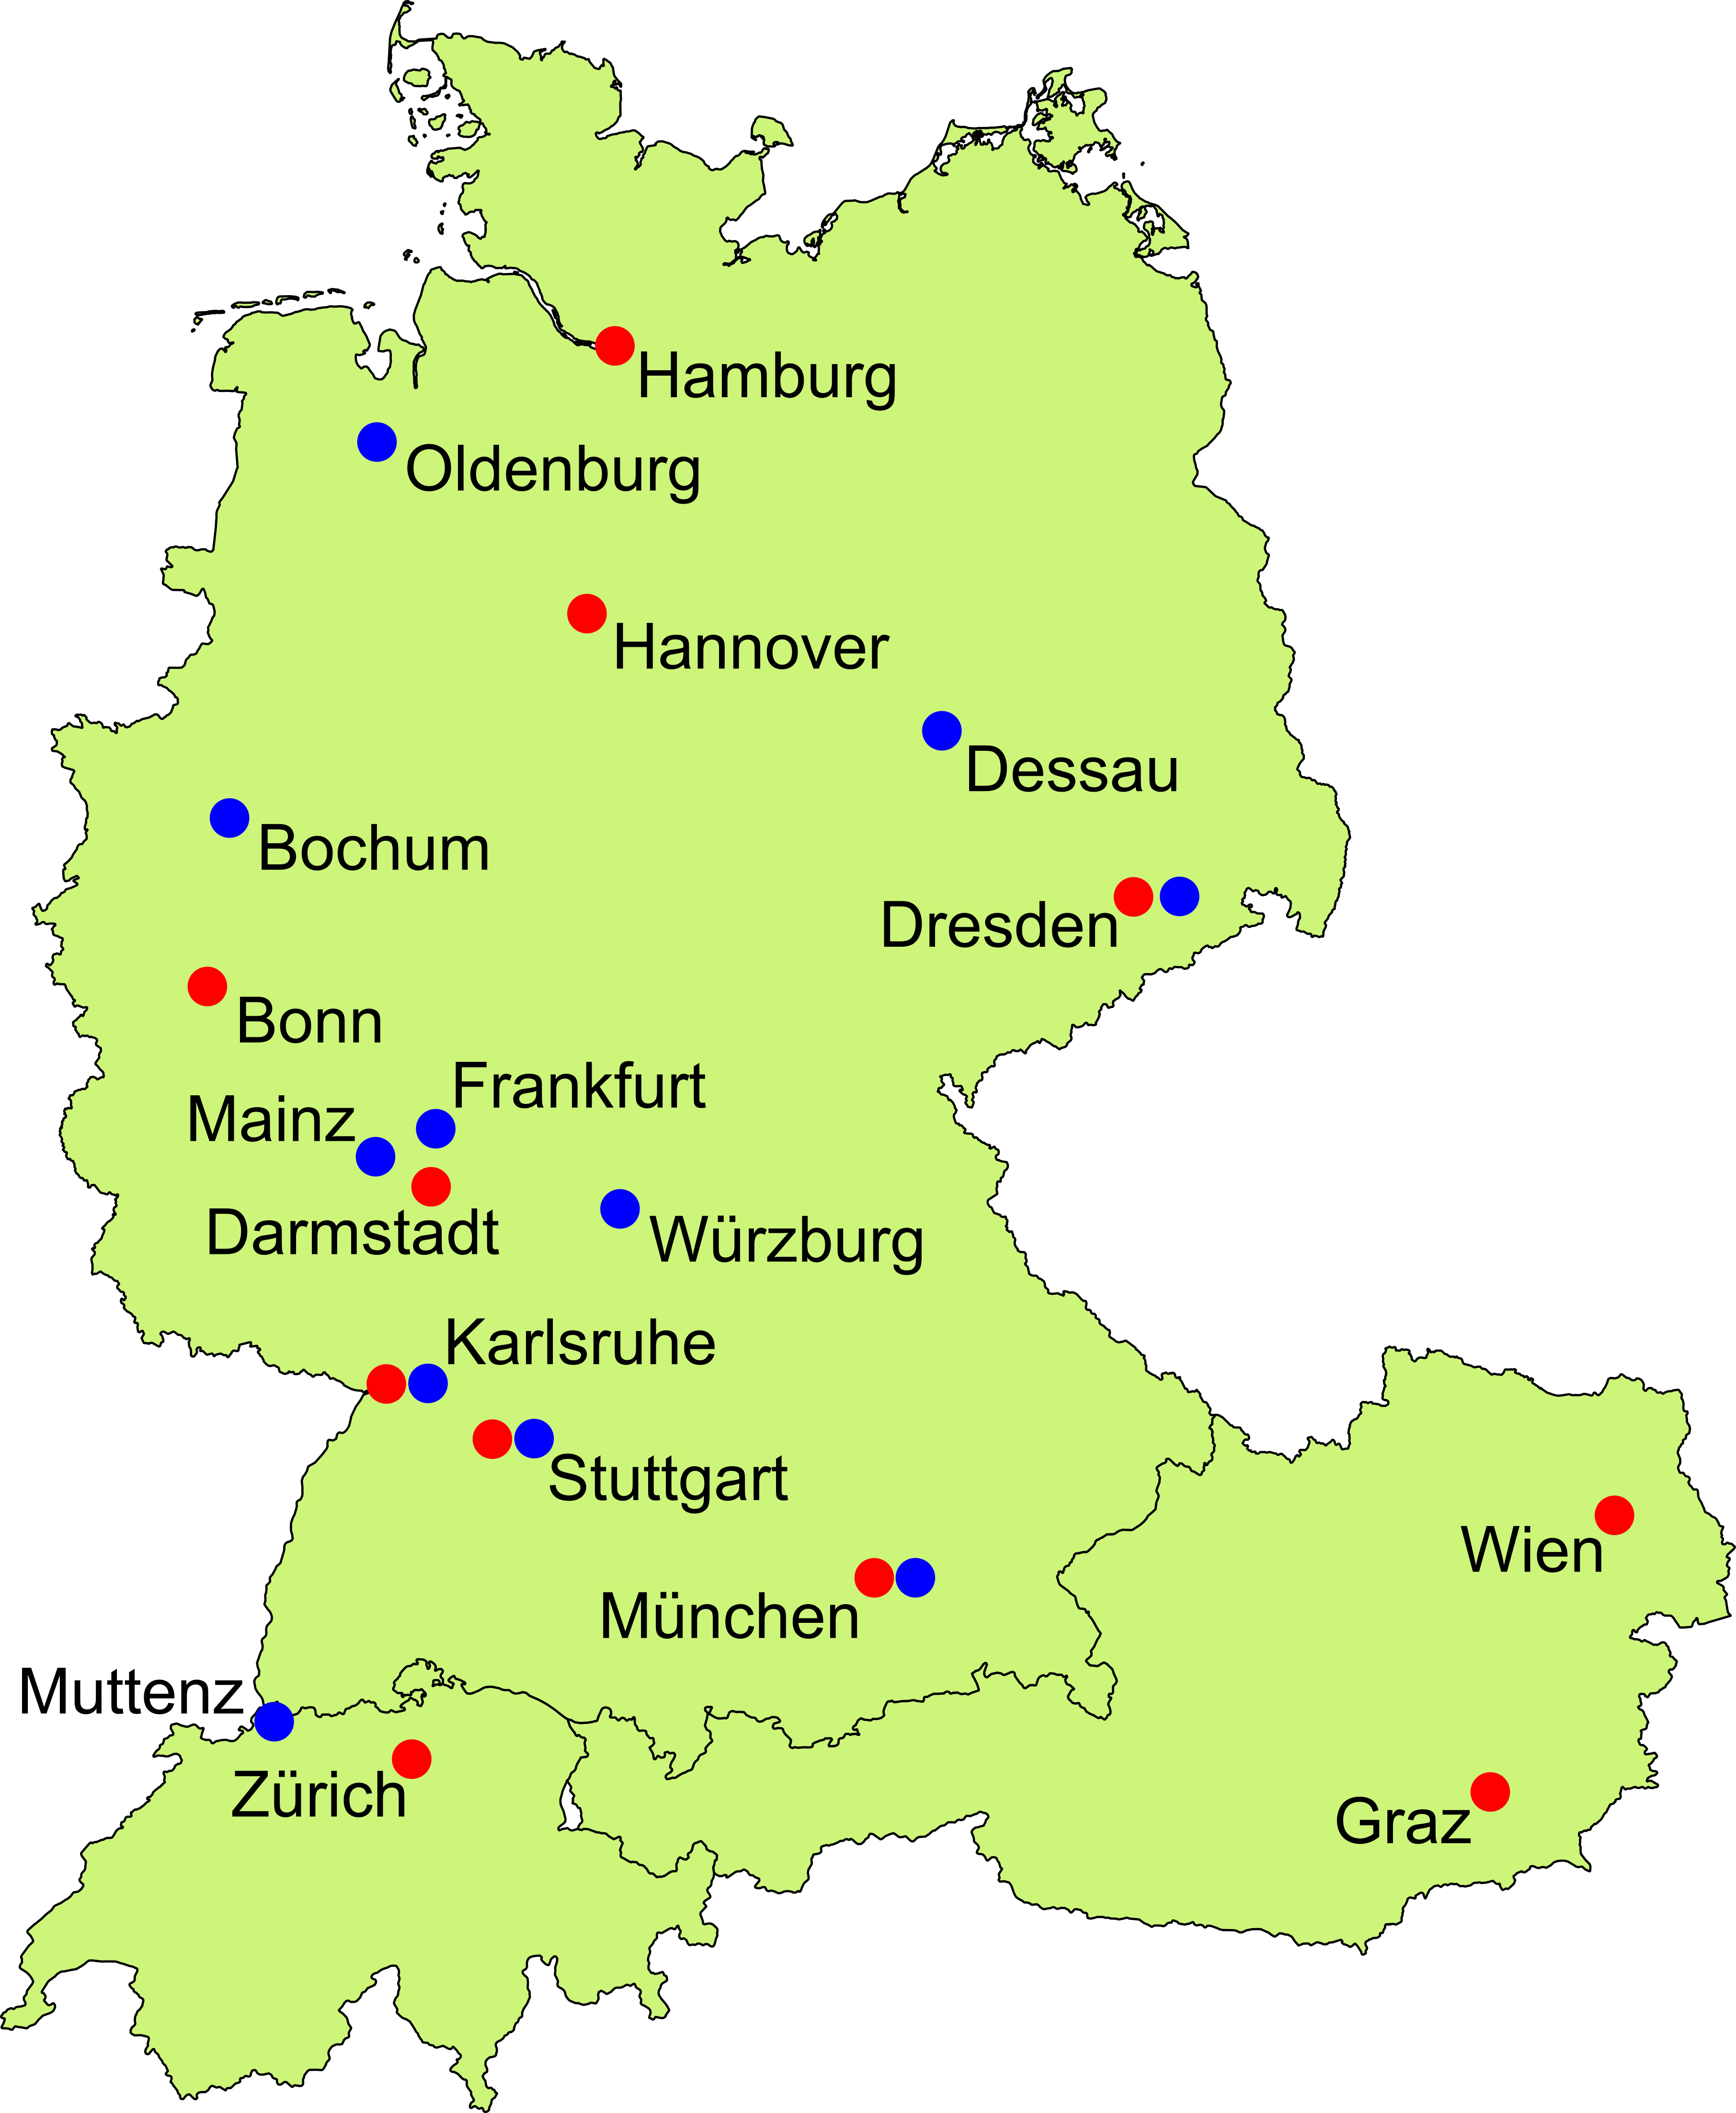 Hamburg
Oldenburg
Hannover
Dessau
Bochum
Dresden
Bonn
Frankfurt
Mainz
Darmstadt
Würzburg
Karlsruhe
Stuttgart
Wien
München
Muttenz
Zürich
Graz